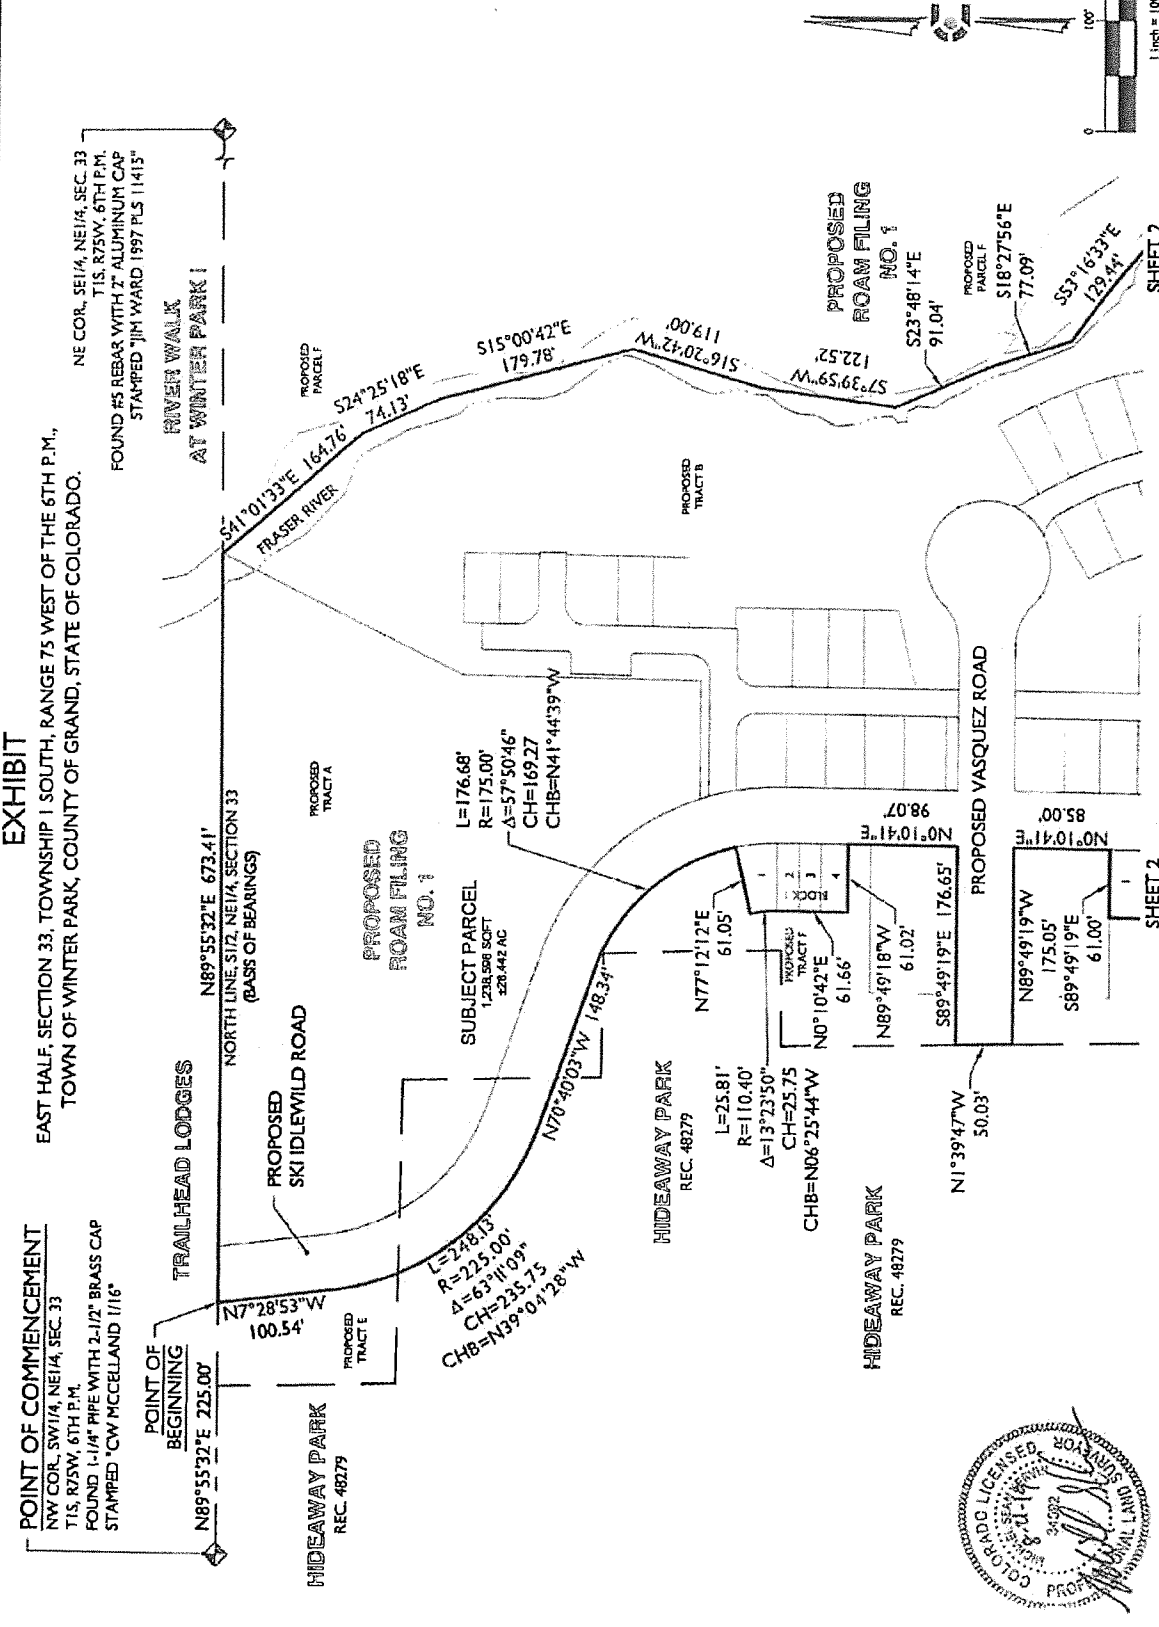 EXHIBIT
EAST HALF, SECTION 33, TOWNSHIP 1 SOUTH, RANGE 75 WEST OF THE 6TH P.M.,
TOWN OF WINTER PARK, COUNTY OF GRAND, STATE OF COLORADO.
POINT OF COMMENCEMENT
NW COR, SW1/4, NE1/4, SEC. 33
T1S, R75W, 6TH P.M.
FOUND 1-1/4" PIPE WITH 2-1/2" BRASS CAP
STAMPED "CW MCCELLAND 1/16"
NE COR., SE1/4, NE1/4, SEC. 33
T1S, R75W, 6TH P.M.
FOUND #5 REBAR WITH 2" ALUMINUM CAP
STAMPED "JIM WARD 1997 PLS 11415"
POINT OF
BEGINNING
N89°55'32"E 225.00'
TRAILHEAD LODGES
N89°55'32"E 673.41'
NORTH LINE, S1/2, NE1/4, SECTION 33
(BASIS OF BEARINGS)
RIVER WALK
AT WINTER PARK I
HIDEAWAY PARK
REC. 48279
N7°28'53"W
100.54'
PROPOSED
TRACT E
PROPOSED
SKI IDLEWILD ROAD
PROPOSED
TRACT A
S41°01'33"E 164.76'
FRASER RIVER
S24°25'18"E
74.13'
PROPOSED
PARCEL F
S15°00'42"E
179.78'
S16°20'42"W
119.00'
S7°39'59"W
122.52'
S23°48'14"E
91.04'
S18°27'56"E
77.09'
PROPOSED
PARCEL F
S53°16'33"E
129.44'
PROPOSED
ROAM FILING
NO. 1
PROPOSED
ROAM FILING
NO. 1
SUBJECT PARCEL
1,238,598 SQFT
±28.442 AC
PROPOSED
TRACT B
L=248.13'
R=225.00'
Δ=63°11'09"
CH=235.75
CHB=N39°04'28"W
N70°40'03"W 148.34'
L=176.68'
R=175.00'
Δ=57°50'46"
CH=169.27
CHB=N41°44'39"W
HIDEAWAY PARK
REC. 48279
N77°12'12"E
61.05'
L=25.81'
R=110.40'
Δ=13°23'50"
CH=25.75
CHB=N06°25'44"W
PROPOSED
TRACT F
BLOCK 1
1
2
3
4
N0°10'42"E
61.66'
N89°49'18"W
61.02'
N0°10'41"E
98.07'
HIDEAWAY PARK
REC. 48279
S89°49'19"E 176.65'
N1°39'47"W
50.03'
PROPOSED VASQUEZ ROAD
N89°49'19"W
175.05'
N0°10'41"E
85.00'
S89°49'19"E
61.00'
1
SHEET 2
SHEET 2
0
100'
1 inch = 100
COLORADO LICENSED
MICHAEL SEAN KERVIN
34592
PROFESSIONAL LAND SURVEYOR